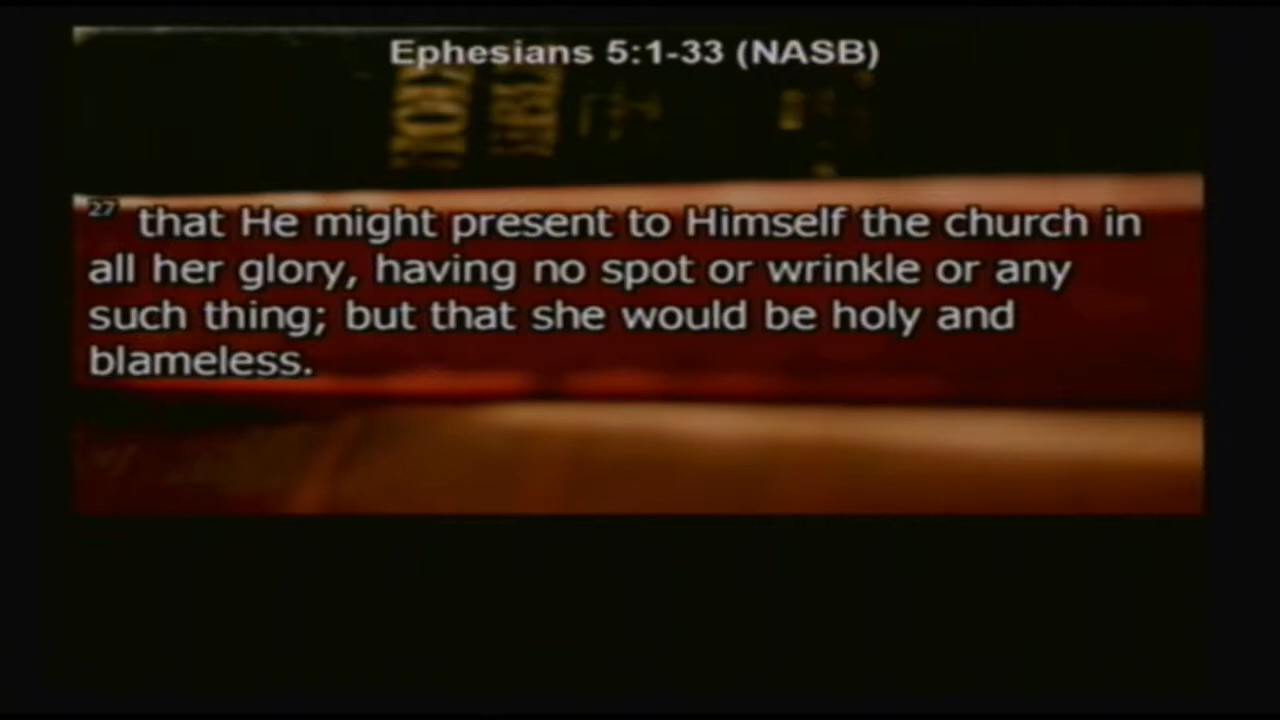 Ephesians 5:1-33 (NASB)
27 that He might present to Himself the church in
all her glory, having no spot or wrinkle or any
such thing; but that she would be holy and
blameless.